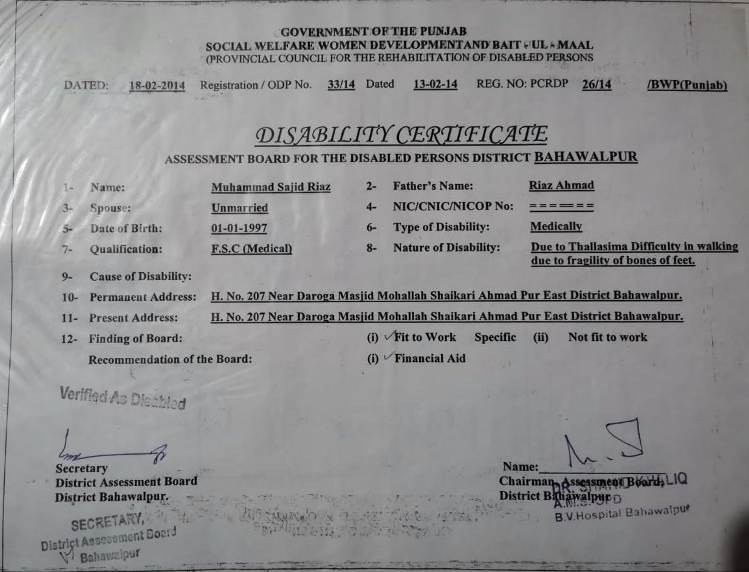 GOVERNMENT OF THE PUNJAB
SOCIAL WELFARE WOMEN DEVELOPMENTAND BAIT - UL - MAAL
(PROVINCIAL COUNCIL FOR THE REHABILITATION OF DISABLED PERSONS
DATED: 18-02-2014 Registration / ODP No. 33/14 Dated 13-02-14 REG. NO: PCRDP 26/14 /BWP(Punjab)
DISABILITY CERTIFICATE
ASSESSMENT BOARD FOR THE DISABLED PERSONS DISTRICT BAHAWALPUR
1- Name: Muhammad Sajid Riaz 2- Father's Name: Riaz Ahmad
3- Spouse: Unmarried 4- NIC/CNIC/NICOP No: =======
5- Date of Birth: 01-01-1997 6- Type of Disability: Medically
7- Qualification: F.S.C (Medical) 8- Nature of Disability: Due to Thallasima Difficulty in walking
due to fragility of bones of feet.
9- Cause of Disability:
10- Permanent Address: H. No. 207 Near Daroga Masjid Mohallah Shaikari Ahmad Pur East District Bahawalpur.
11- Present Address: H. No. 207 Near Daroga Masjid Mohallah Shaikari Ahmad Pur East District Bahawalpur.
12- Finding of Board: (i) ✓Fit to Work Specific (ii) Not fit to work
Recommendation of the Board: (i) ✓Financial Aid
Verified As Disabled
Secretary
District Assessment Board
District Bahawalpur.
Name:
Chairman, Assessment Board,
District Bahawalpur
DR. KHALIQ
B.V.Hospital Bahawalpur
SECRETARY,
District Assessment Board
Bahawalpur